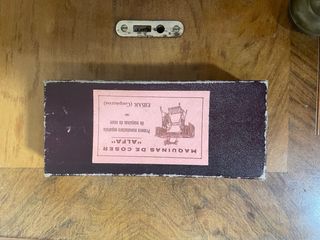 MAQUINAS DE COSER
"ALFA"
Primera manufactura española
de máquinas de coser
EIBAR (Guipúzcoa)